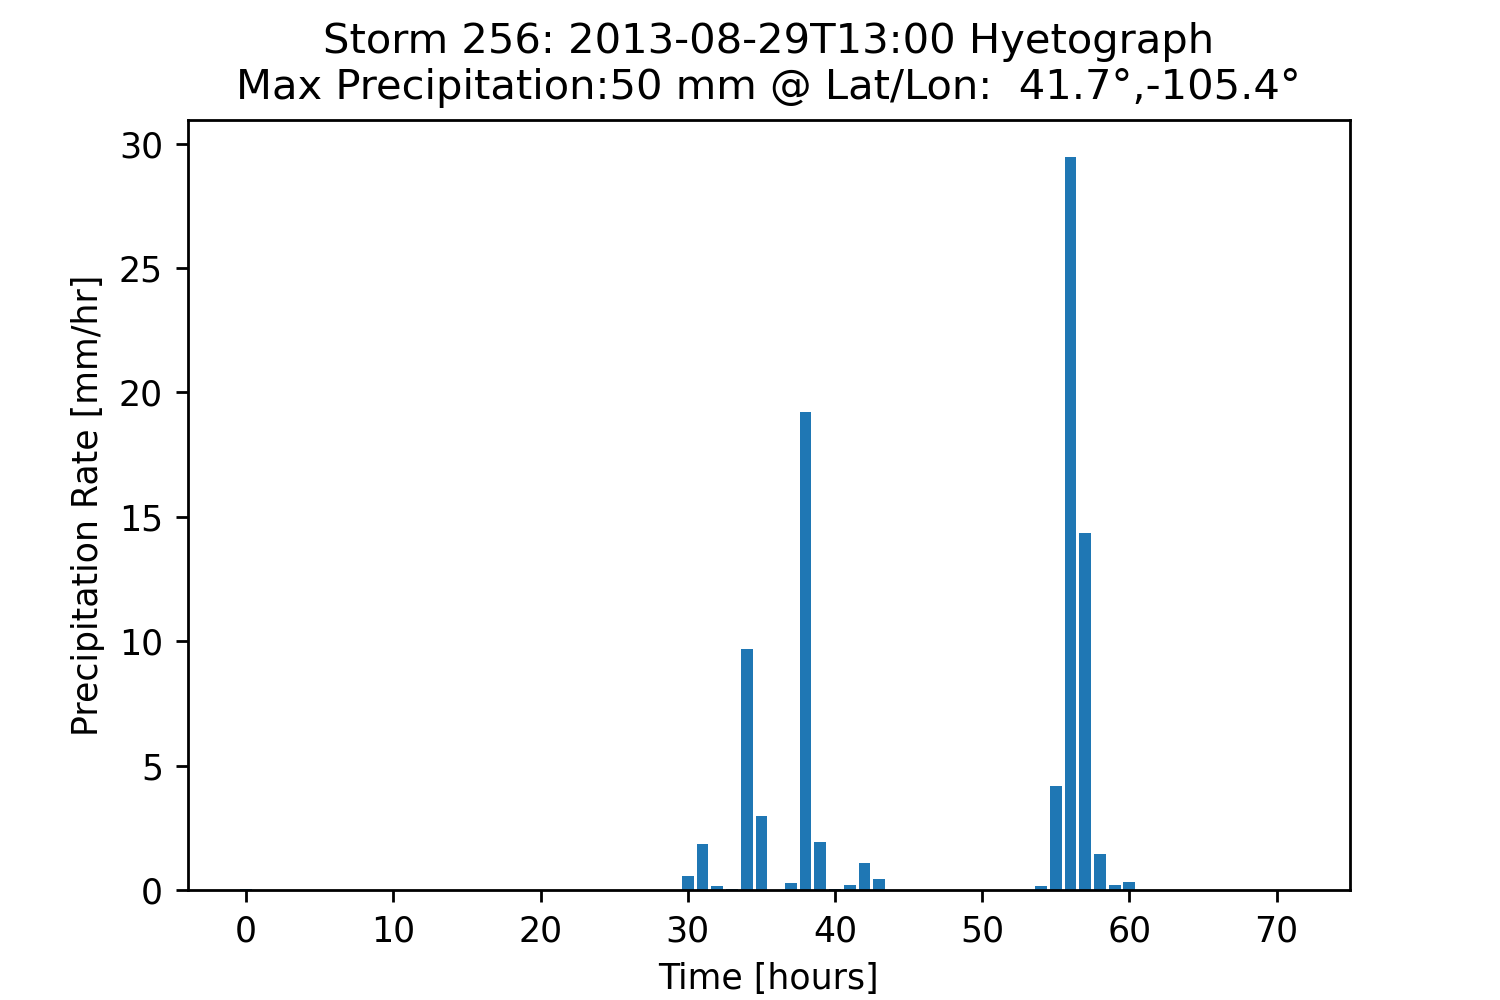 Storm 256: 2013-08-29T13:00 Hyetograph
Max Precipitation:50 mm @ Lat/Lon:  41.7°,-105.4°
30
25
20
15
10
5
0
Precipitation Rate [mm/hr]
0 10 20 30 40 50 60 70
Time [hours]